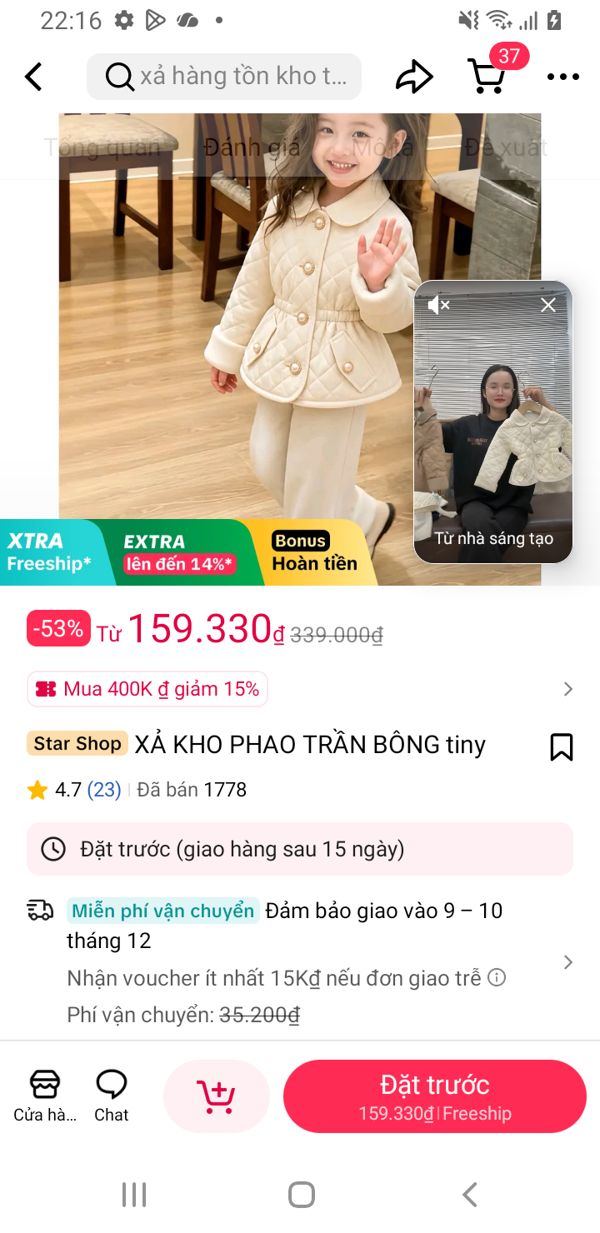 22:16
xả hàng tồn kho t...
37
Tổng quan Đánh giá Mô tả Đề xuất
Từ nhà sáng tạo
XTRA
Freeship*
EXTRA
lên đến 14%*
Bonus
Hoàn tiền
-53% Từ 159.330₫ 339.000₫
Mua 400K ₫ giảm 15%
Star Shop XẢ KHO PHAO TRẦN BÔNG tiny
4.7 (23) Đã bán 1778
Đặt trước (giao hàng sau 15 ngày)
Miễn phí vận chuyển Đảm bảo giao vào 9 – 10
tháng 12
Nhận voucher ít nhất 15K₫ nếu đơn giao trễ
Phí vận chuyển: 35.200₫
Cửa hà...
Chat
Đặt trước
159.330₫ | Freeship